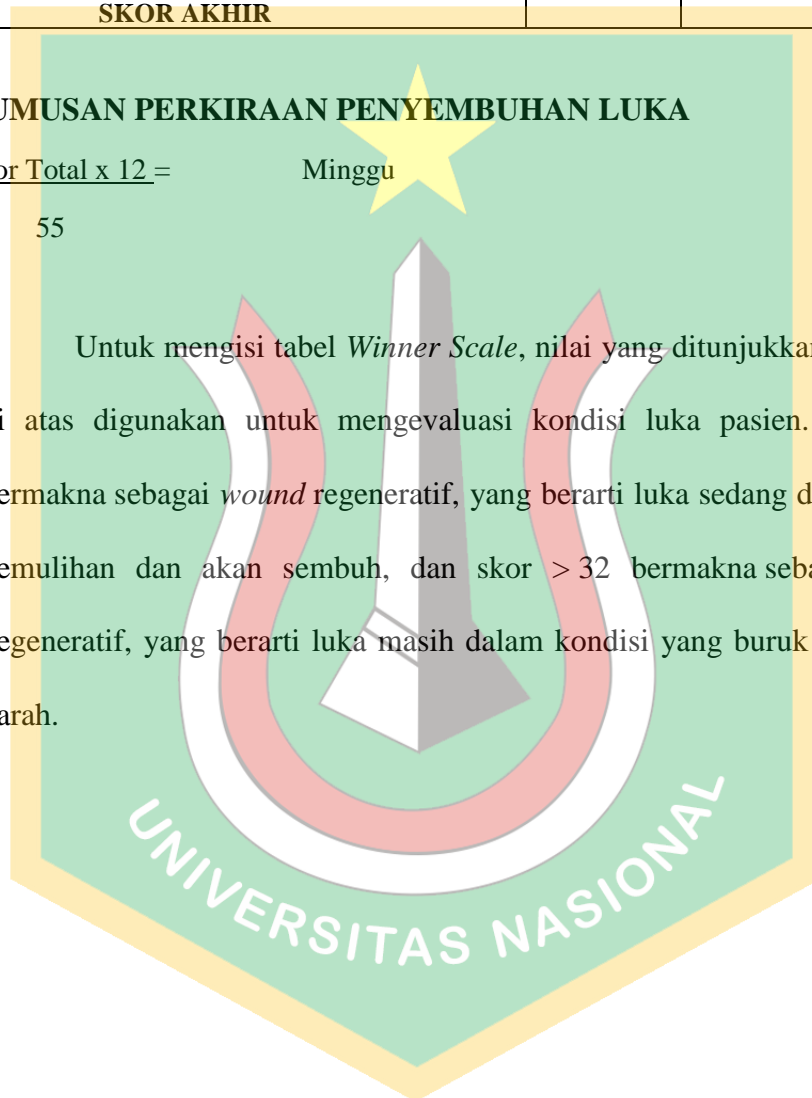 SKOR AKHIR
UMUSAN PERKIRAAN PENYEMBUHAN LUKA
or Total x 12 = Minggu
55
Untuk mengisi tabel Winner Scale, nilai yang ditunjukkan
i atas digunakan untuk mengevaluasi kondisi luka pasien.
ermakna sebagai wound regeneratif, yang berarti luka sedang d
emulihan dan akan sembuh, dan skor > 32 bermakna seba
egeneratif, yang berarti luka masih dalam kondisi yang buruk
arah.
UNIVERSITAS NASIONAL